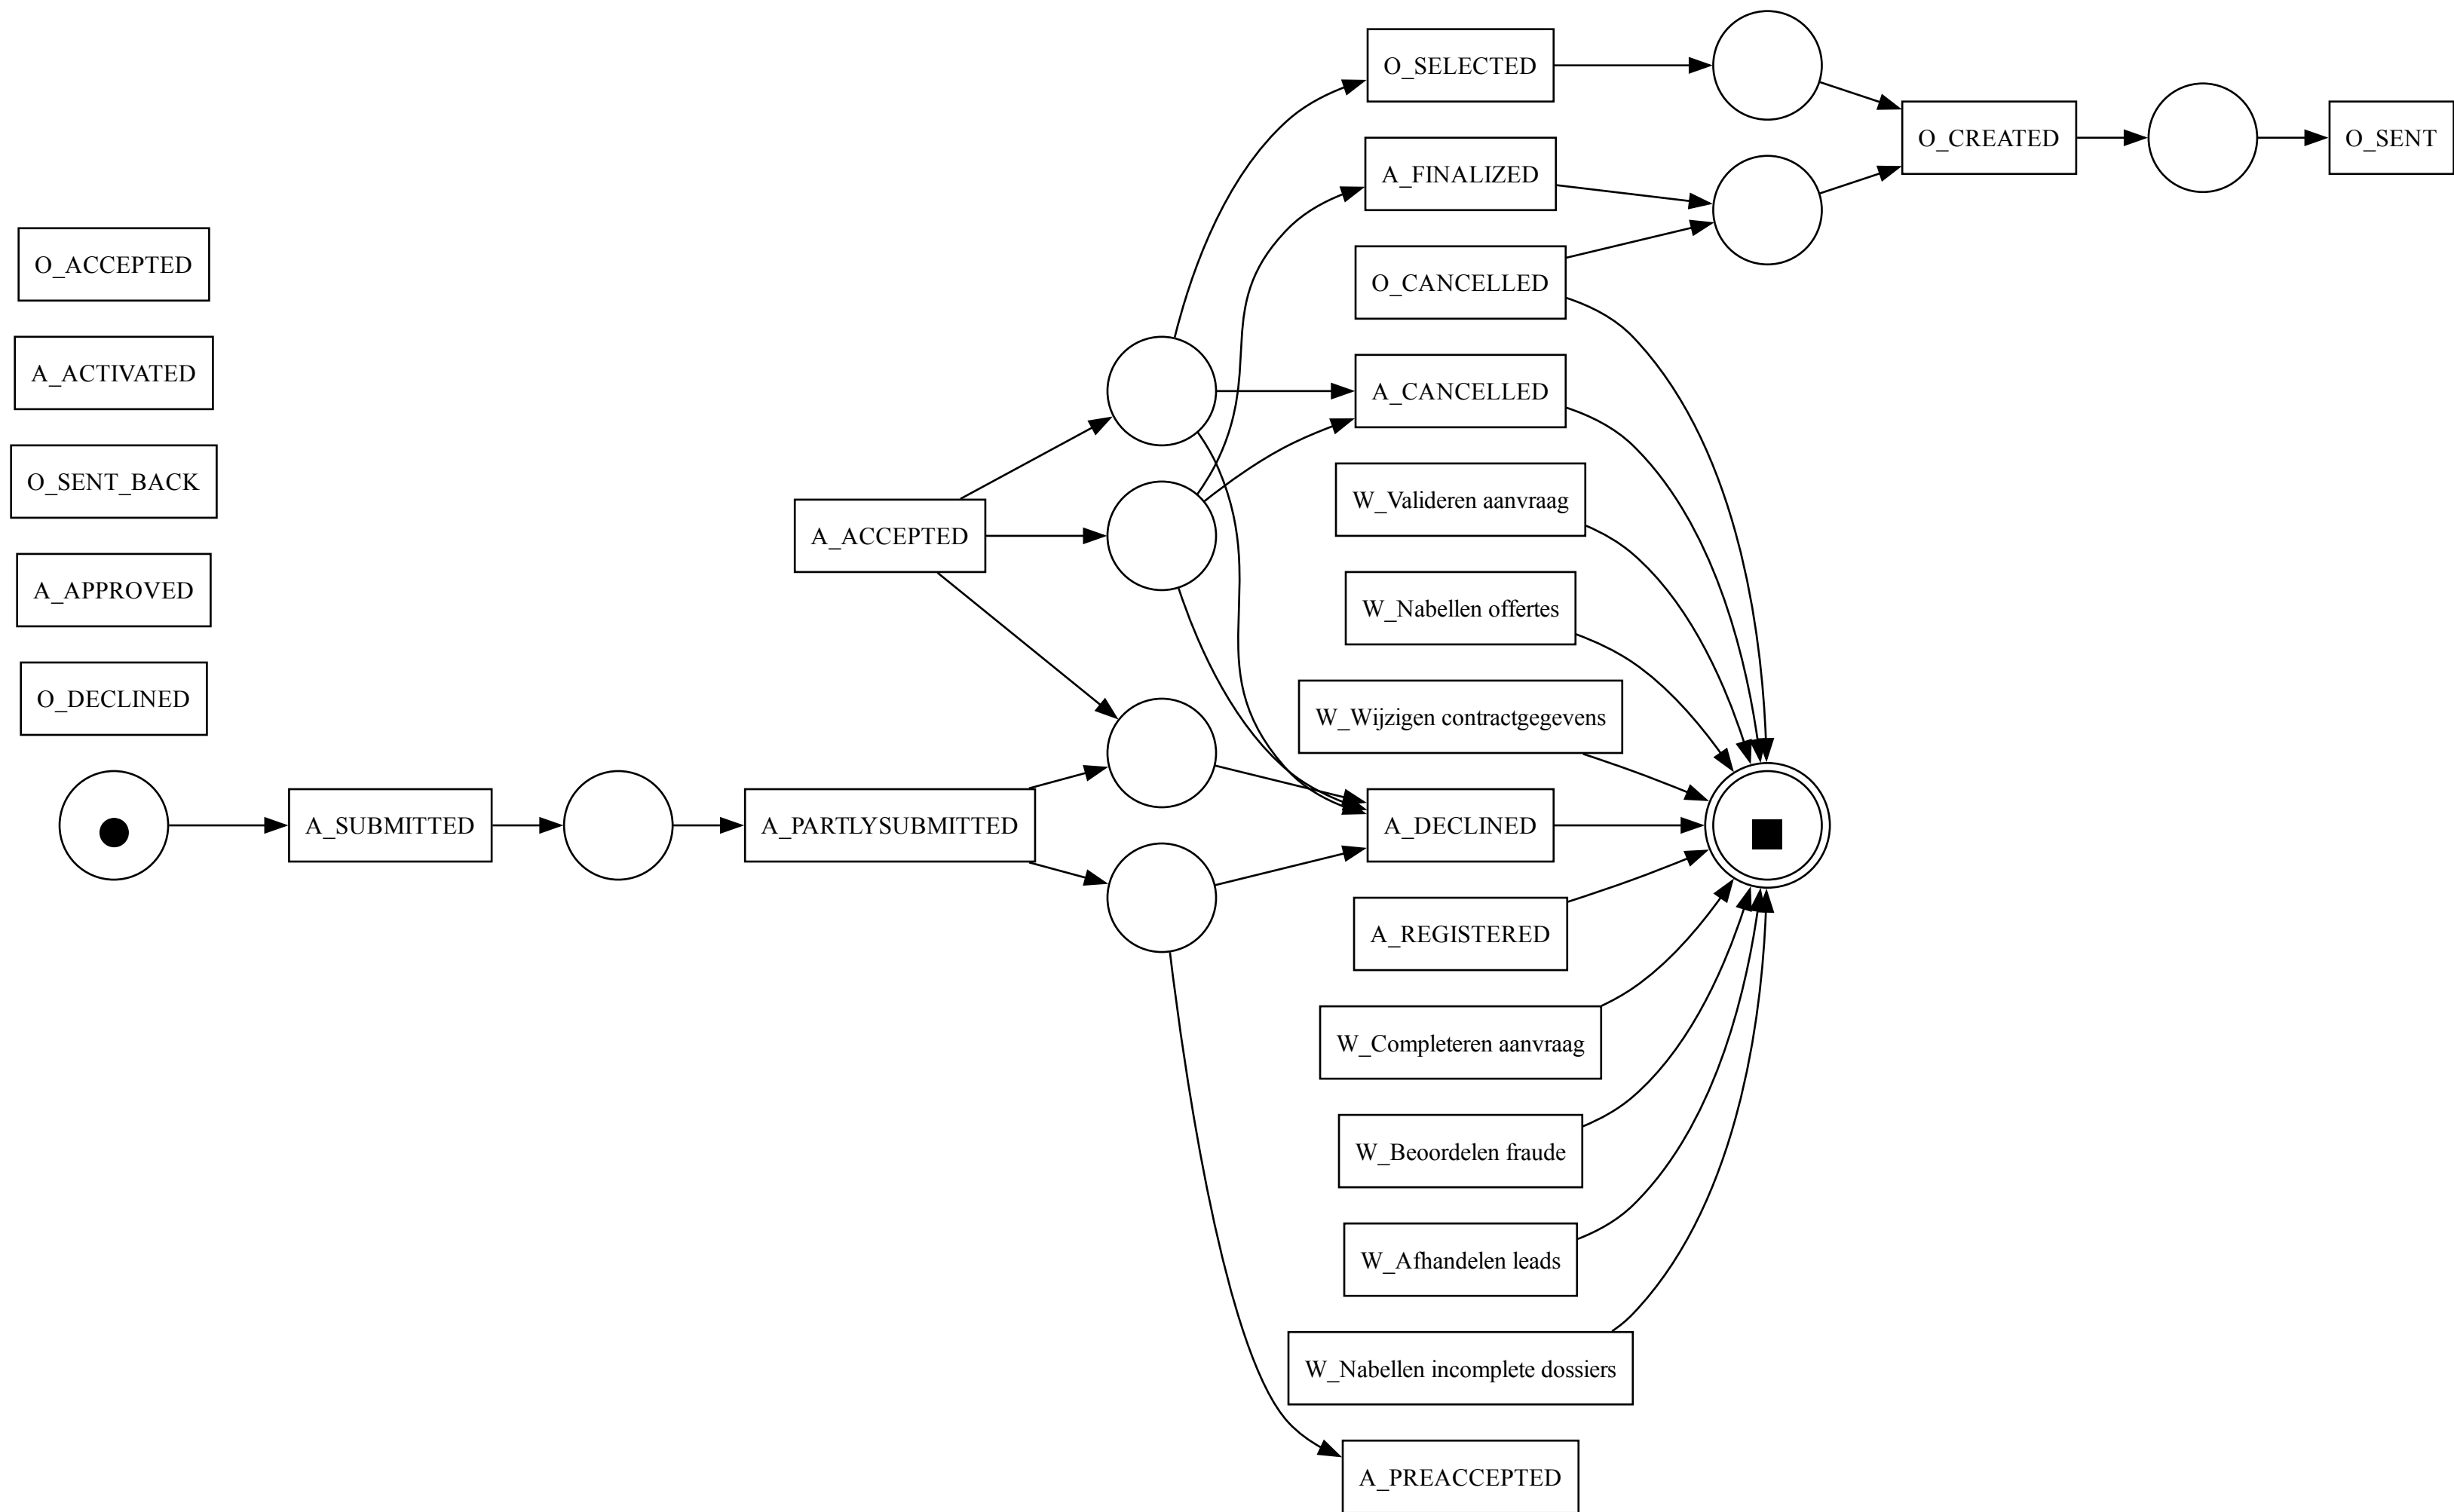 O_SELECTED
A_FINALIZED
O_CREATED
O_SENT
O_ACCEPTED
O_CANCELLED
A_ACTIVATED
A_CANCELLED
O_SENT_BACK
W_Valideren aanvraag
A_ACCEPTED
A_APPROVED
W_Nabellen offertes
O_DECLINED
W_Wijzigen contractgegevens
A_SUBMITTED
A_PARTLYSUBMITTED
A_DECLINED
A_REGISTERED
W_Completeren aanvraag
W_Beoordelen fraude
W_Afhandelen leads
W_Nabellen incomplete dossiers
A_PREACCEPTED